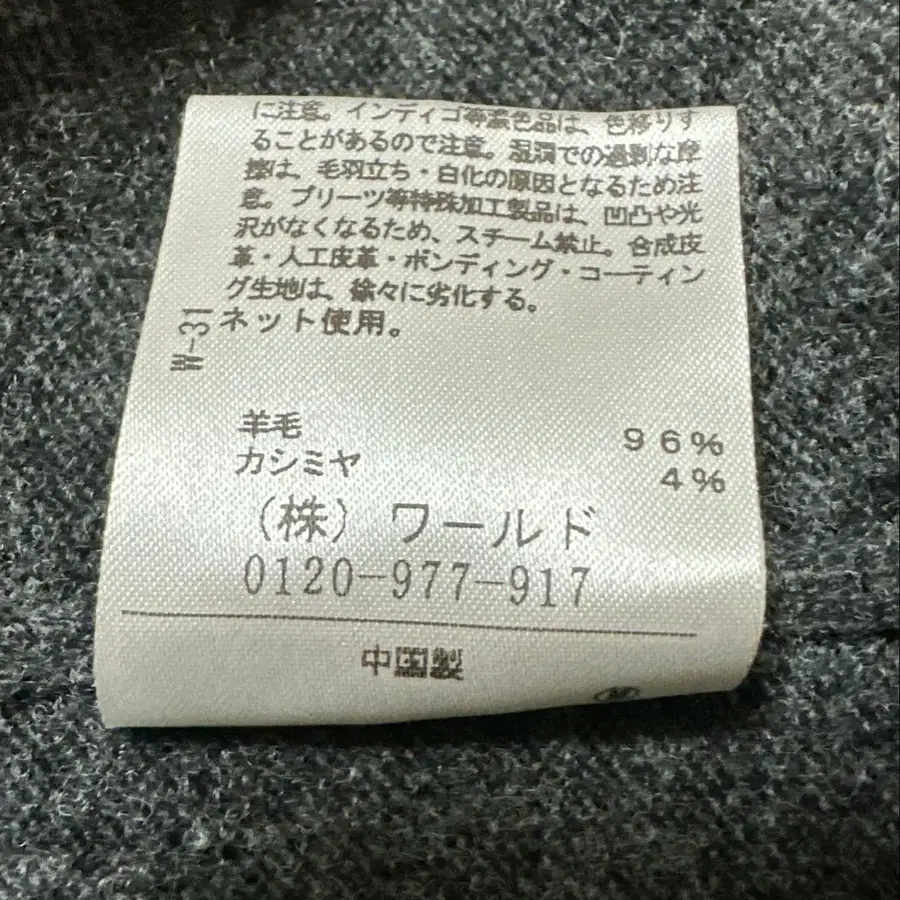 に注意。インディゴ等濃色品は、色移りす
ることがあるので注意。湿潤での過剰な摩
擦は、毛羽立ち・白化の原因となるため注
意。プリーツ等特殊加工製品は、凹凸や光
沢がなくなるため、スチーム禁止。合成皮
革・人工皮革・ボンディング・コーティン
グ生地は、徐々に劣化する。
ネット使用。
W-31
羊毛 96%
カシミヤ 4%
(株) ワールド
0120-977-917
中国製
M